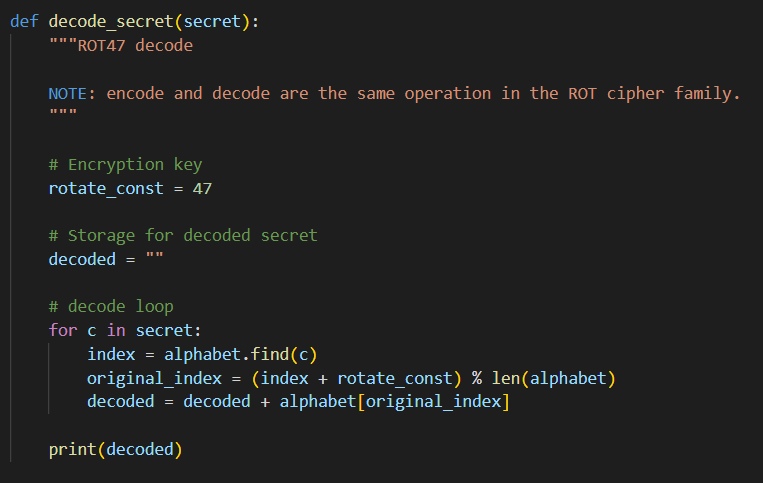 def decode_secret(secret):
    """ROT47 decode

    NOTE: encode and decode are the same operation in the ROT cipher family.
    """

    # Encryption key
    rotate_const = 47

    # Storage for decoded secret
    decoded = ""

    # decode loop
    for c in secret:
        index = alphabet.find(c)
        original_index = (index + rotate_const) % len(alphabet)
        decoded = decoded + alphabet[original_index]

    print(decoded)